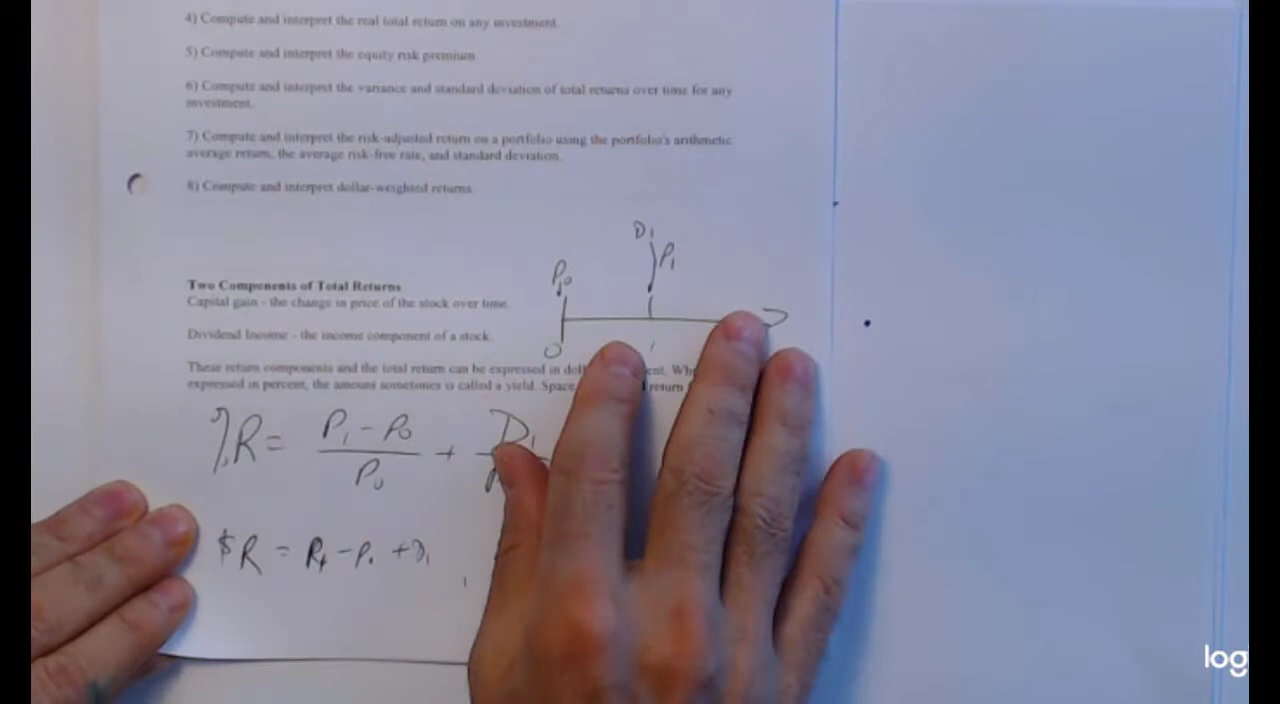 4) Compute and interpret the real total return on any investment.
5) Compute and interpret the equity risk premium.
6) Compute and interpret the variance and standard deviation of total returns over time for any
investment.
7) Compute and interpret the risk-adjusted return on a portfolio using the portfolio's arithmetic
average return, the average risk-free rate, and standard deviation.
8) Compute and interpret dollar-weighted returns.
D1
P0 P1
Two Components of Total Returns
Capital gain - the change in price of the stock over time.
Dividend Income - the income component of a stock.
0 1
These return components and the total return can be expressed in
expressed in percent, the amount sometimes is called a yield. return
%R = P1 - P0 / P0 + D1
$R = P1 - P0 + D1
log